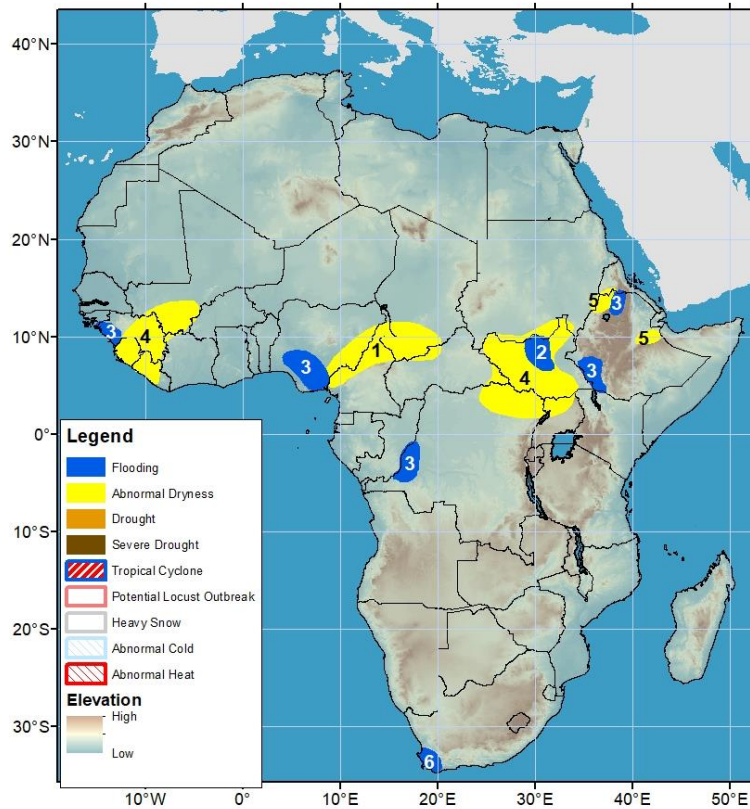 40°N
30°N
20°N
10°N
0°
10°S
20°S
30°S
10°W
0°
10°E
20°E
30°E
40°E
50°E
3
4
3
1
2
4
5
3
5
3
3
6
Legend
Flooding
Abnormal Dryness
Drought
Severe Drought
Tropical Cyclone
Potential Locust Outbreak
Heavy Snow
Abnormal Cold
Abnormal Heat
Elevation
High
Low